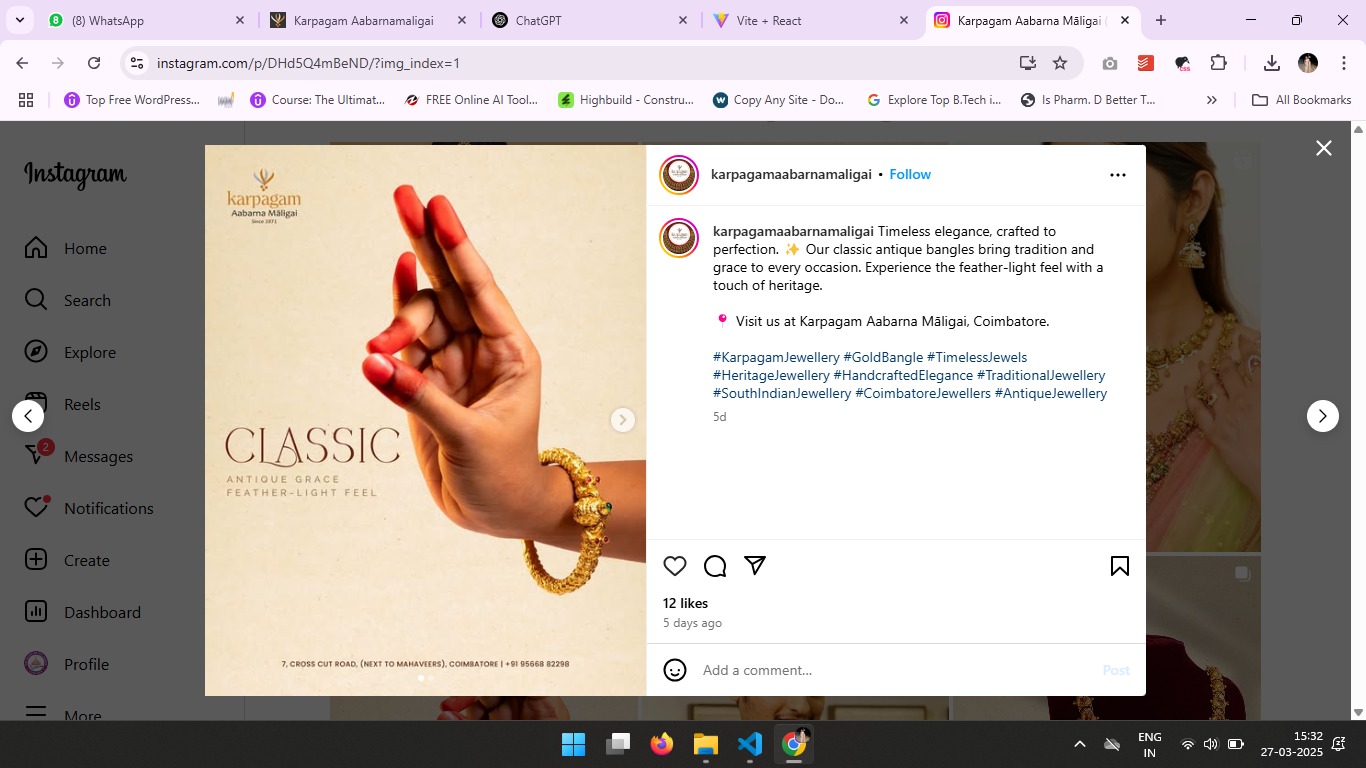 (8) WhatsApp
Karpagam Aabarnamaligai
ChatGPT
Vite + React
Karpagam Aabarna Māligai (
instagram.com/p/DHd5Q4mBeND/?img_index=1
Top Free WordPress...
Course: The Ultimat...
FREE Online AI Tool...
Highbuild - Constru...
Copy Any Site - Do...
Explore Top B.Tech i...
Is Pharm. D Better T...
All Bookmarks
Instagram
Home
Search
Explore
Reels
2
Messages
Notifications
Create
Dashboard
Profile
More
karpagam
Aabarna Māligai
Since 1971
CLASSIC
ANTIQUE GRACE
FEATHER-LIGHT FEEL
7, CROSS CUT ROAD, (NEXT TO MAHAVEERS), COIMBATORE | +91 95668 82298
karpagamaabarnamaligai • Follow
karpagamaabarnamaligai Timeless elegance, crafted to
perfection. ✨ Our classic antique bangles bring tradition and
grace to every occasion. Experience the feather-light feel with a
touch of heritage.
📍 Visit us at Karpagam Aabarna Māligai, Coimbatore.
#KarpagamJewellery #GoldBangle #TimelessJewels
#HeritageJewellery #HandcraftedElegance #TraditionalJewellery
#SouthIndianJewellery #CoimbatoreJewellers #AntiqueJewellery
5d
12 likes
5 days ago
Add a comment...
Post
ENG
IN
15:32
27-03-2025